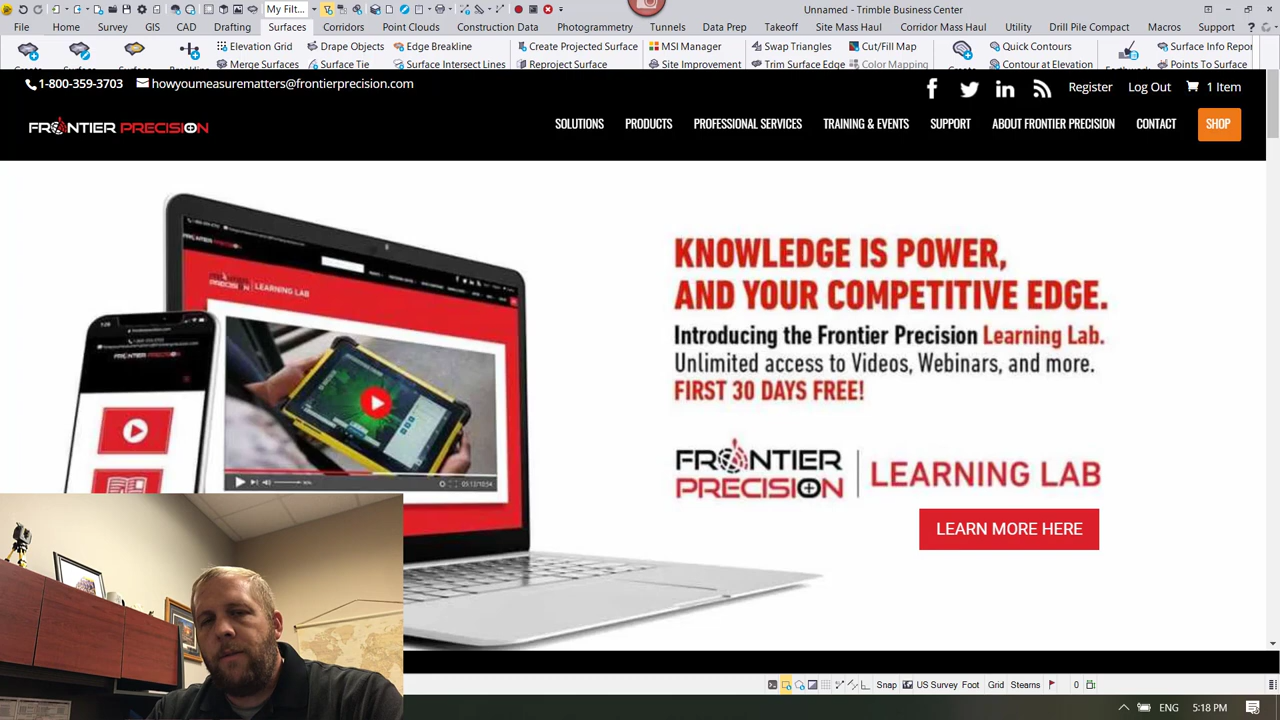 My Filt...
Unnamed - Trimble Business Center
File Home Survey GIS CAD Drafting Surfaces Corridors Point Clouds Construction Data Photogrammetry Tunnels Data Prep Takeoff Site Mass Haul Corridor Mass Haul Utility Drill Pile Compact Macros Support
Elevation Grid Drape Objects Edge Breakline Create Projected Surface MSI Manager Swap Triangles Cut/Fill Map Quick Contours Surface Info Repor
Merge Surfaces Surface Tie Surface Intersect Lines Reproject Surface Site Improvement Trim Surface Edge Color Mapping Contour at Elevation Points To Surface
1-800-359-3703 howyoumeasurematters@frontierprecision.com Register Log Out 1 Item
FRONTIER PRECISION SOLUTIONS PRODUCTS PROFESSIONAL SERVICES TRAINING & EVENTS SUPPORT ABOUT FRONTIER PRECISION CONTACT SHOP
KNOWLEDGE IS POWER,
AND YOUR COMPETITIVE EDGE.
Introducing the Frontier Precision Learning Lab.
Unlimited access to Videos, Webinars, and more.
FIRST 30 DAYS FREE!
FRONTIER
PRECISION LEARNING LAB
LEARN MORE HERE
LEARNING LAB
Snap US Survey Foot Grid Stearns 0
ENG 5:18 PM